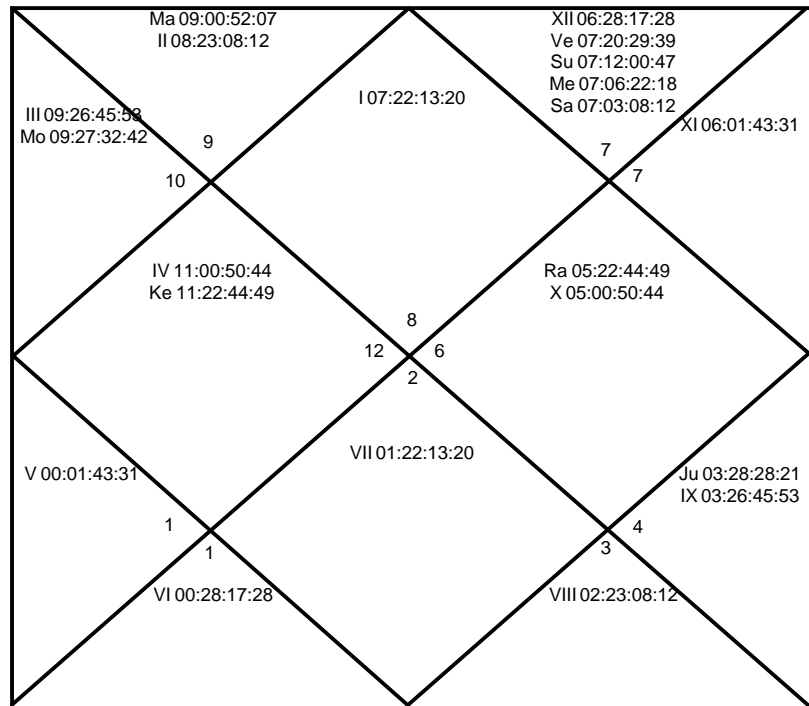 Ma 09:00:52:07
II 08:23:08:12
XII 06:28:17:28
Ve 07:20:29:39
Su 07:12:00:47
Me 07:06:22:18
Sa 07:03:08:12
I 07:22:13:20
III 09:26:45:53
Mo 09:27:32:42
XI 06:01:43:31
9
10
7
7
IV 11:00:50:44
Ke 11:22:44:49
Ra 05:22:44:49
X 05:00:50:44
8
12
6
2
VII 01:22:13:20
V 00:01:43:31
Ju 03:28:28:21
IX 03:26:45:53
1
1
4
3
VI 00:28:17:28
VIII 02:23:08:12